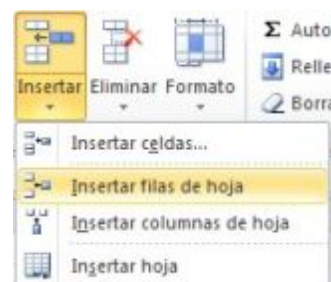 Σ Auto
Relle
Borra
Insertar Eliminar Formato
Insertar celdas...
Insertar filas de hoja
Insertar columnas de hoja
Insertar hoja